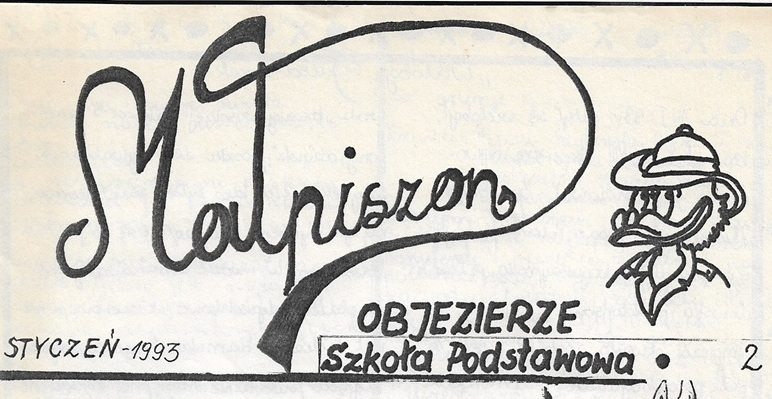 Małpiszon
OBJEZIERZE
STYCZEŃ-1993
Szkoła Podstawowa • 2